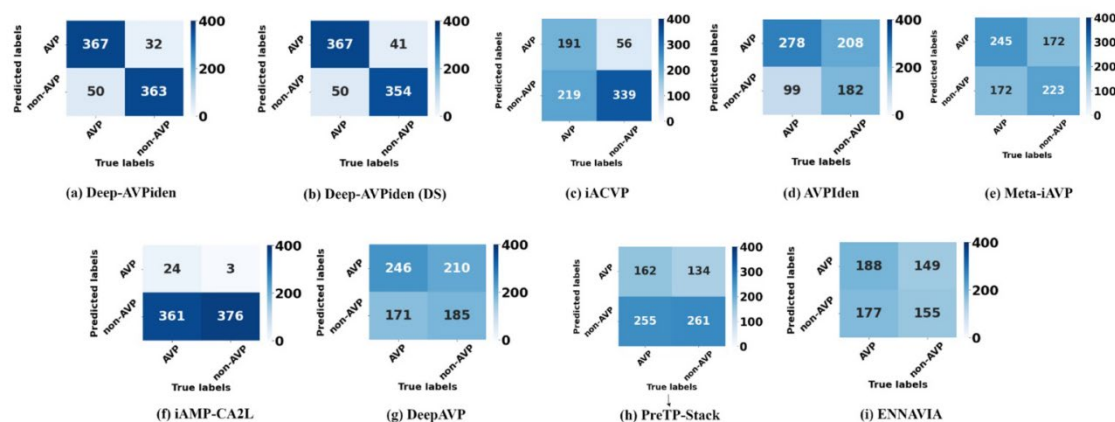 Predicted labels
AVP
non-AVP
367 32
50 363
400
200
0
AVP
non-AVP
True labels
(a) Deep-AVPiden
Predicted labels
AVP
non-AVP
367 41
50 354
400
200
0
AVP
non-AVP
True labels
(b) Deep-AVPiden (DS)
Predicted labels
AVP
non-AVP
191 56
219 339
400
300
200
100
0
AVP
non-AVP
True labels
(c) iACVP
Predicted labels
AVP
non-AVP
278 208
99 182
400
300
200
100
0
AVP
non-AVP
True labels
(d) AVPIden
Predicted labels
AVP
non-AVP
245 172
172 223
400
300
200
100
0
AVP
non-AVP
True labels
(e) Meta-iAVP
Predicted labels
AVP
non-AVP
24 3
361 376
400
200
0
AVP
non-AVP
True labels
(f) iAMP-CA2L
Predicted labels
AVP
non-AVP
246 210
171 185
400
200
0
AVP
non-AVP
True labels
(g) DeepAVP
Predicted labels
AVP
non-AVP
162 134
255 261
400
300
200
100
0
AVP
non-AVP
True labels
(h) PreTP-Stack
Predicted labels
AVP
non-AVP
188 149
177 155
400
200
0
AVP
non-AVP
True labels
(i) ENNAVIA